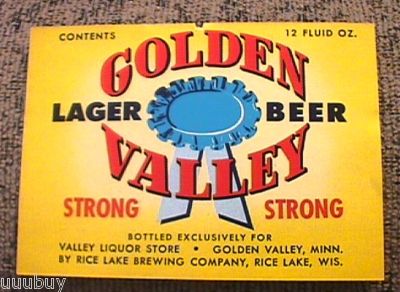 CONTENTS 12 FLUID OZ.
GOLDEN
LAGER BEER
VALLEY
STRONG STRONG
BOTTLED EXCLUSIVELY FOR
VALLEY LIQUOR STORE • GOLDEN VALLEY, MINN.
BY RICE LAKE BREWING COMPANY, RICE LAKE, WIS.
uuubuy